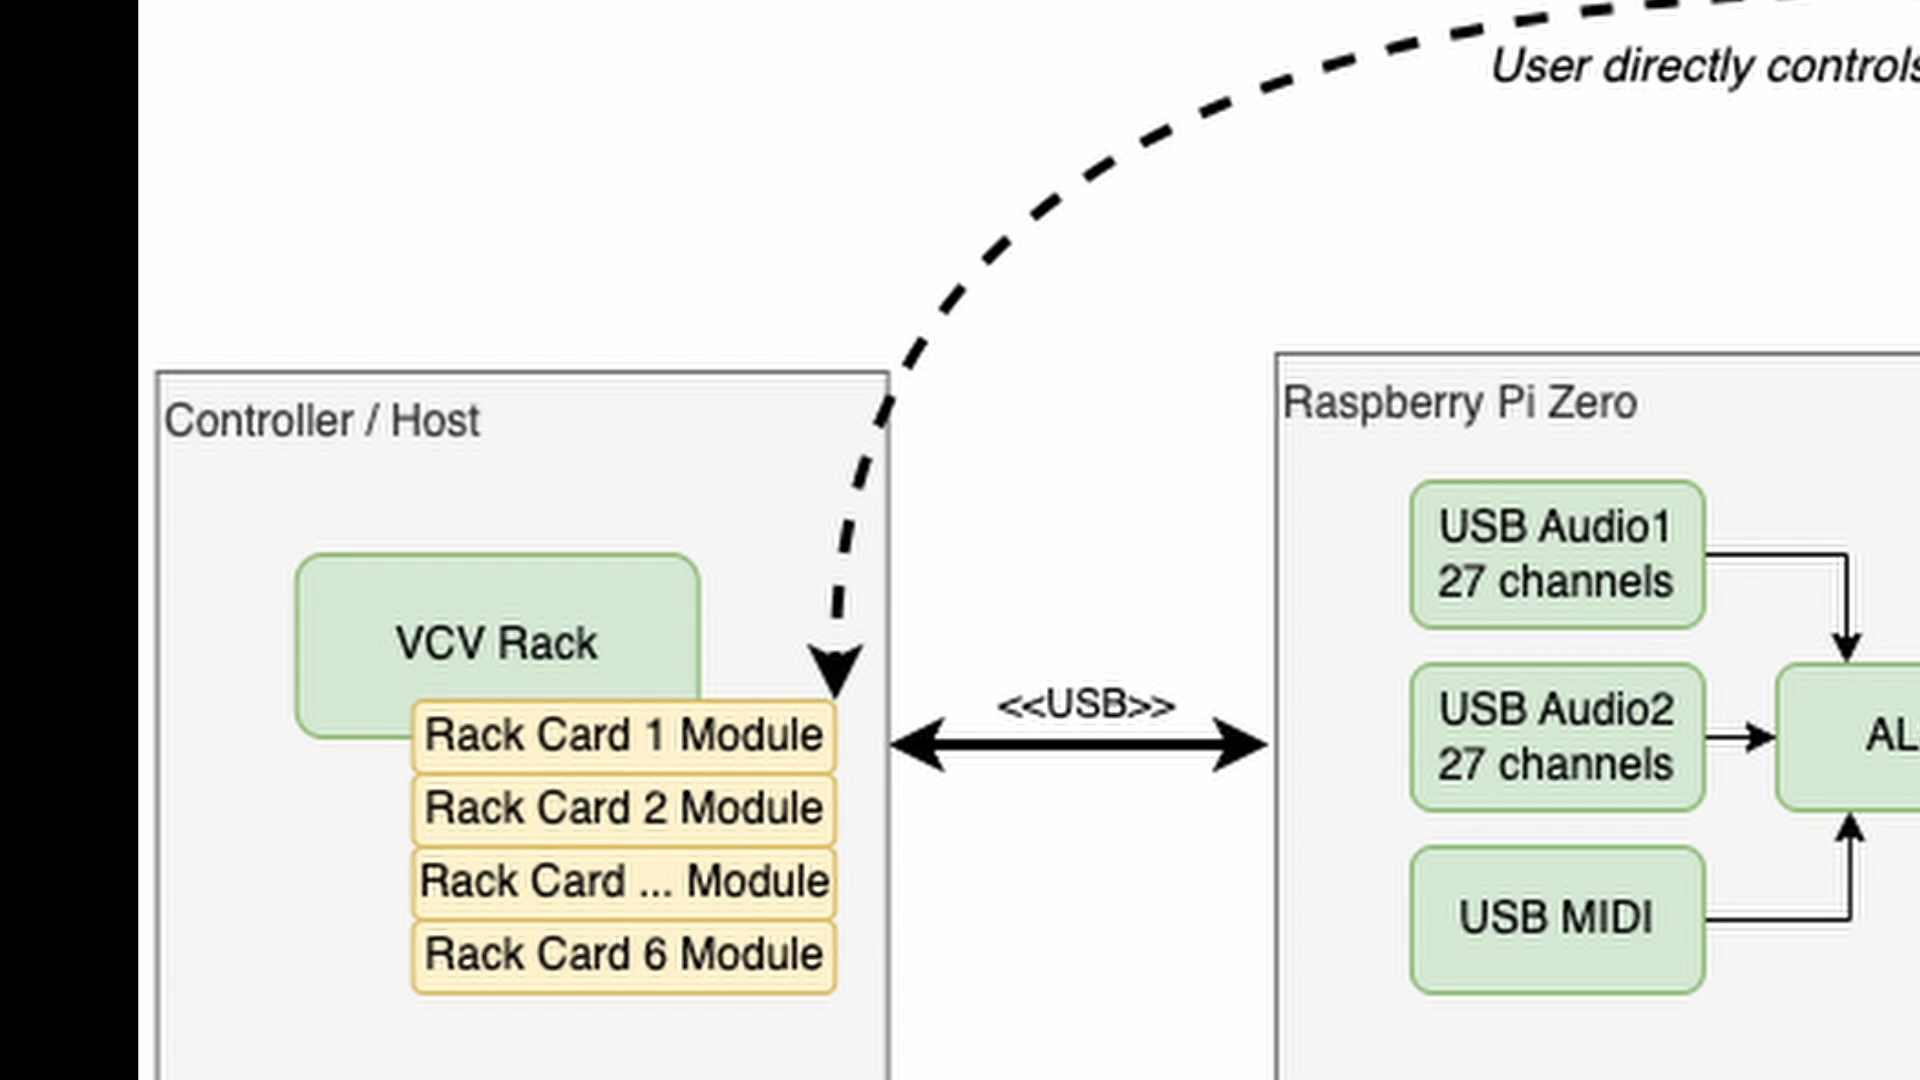 User directly controls
Controller / Host
VCV Rack
Rack Card 1 Module
Rack Card 2 Module
Rack Card ... Module
Rack Card 6 Module
<<USB>>
Raspberry Pi Zero
USB Audio1
27 channels
USB Audio2
27 channels
USB MIDI
AL